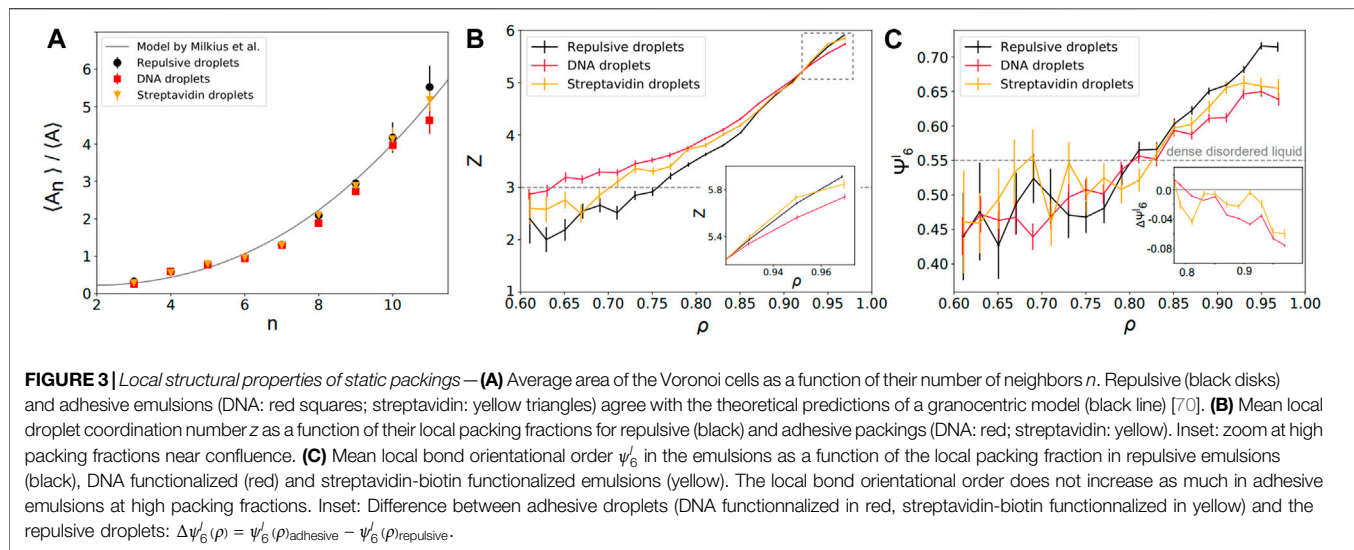 A
Model by Milkius et al.
Repulsive droplets
DNA droplets
Streptavidin droplets
⟨An⟩ / ⟨A⟩
6
5
4
3
2
1
0
2 4 6 8 10
n
B
Repulsive droplets
DNA droplets
Streptavidin droplets
Z
6
5
4
3
2
1
0.60 0.65 0.70 0.75 0.80 0.85 0.90 0.95 1.00
ρ
Z
5.8
5.4
0.94 0.96
ρ
C
Repulsive droplets
DNA droplets
Streptavidin droplets
Ψ₆ˡ
0.70
0.65
0.60
0.55
0.50
0.45
0.40
dense disordered liquid
0.60 0.65 0.70 0.75 0.80 0.85 0.90 0.95 1.00
ρ
ΔΨ₆ˡ
0.0
-0.04
-0.08
0.8 0.9
FIGURE 3 | Local structural properties of static packings — (A) Average area of the Voronoi cells as a function of their number of neighbors n. Repulsive (black disks)
and adhesive emulsions (DNA: red squares; streptavidin: yellow triangles) agree with the theoretical predictions of a granocentric model (black line) [70]. (B) Mean local
droplet coordination number z as a function of their local packing fractions for repulsive (black) and adhesive packings (DNA: red; streptavidin: yellow). Inset: zoom at high
packing fractions near confluence. (C) Mean local bond orientational order ψ₆ˡ in the emulsions as a function of the local packing fraction in repulsive emulsions
(black), DNA functionalized (red) and streptavidin-biotin functionalized emulsions (yellow). The local bond orientational order does not increase as much in adhesive
emulsions at high packing fractions. Inset: Difference between adhesive droplets (DNA functionnalized in red, streptavidin-biotin functionnalized in yellow) and the
repulsive droplets: Δψ₆ˡ(ρ) = ψ₆ˡ(ρ)adhesive − ψ₆ˡ(ρ)repulsive.